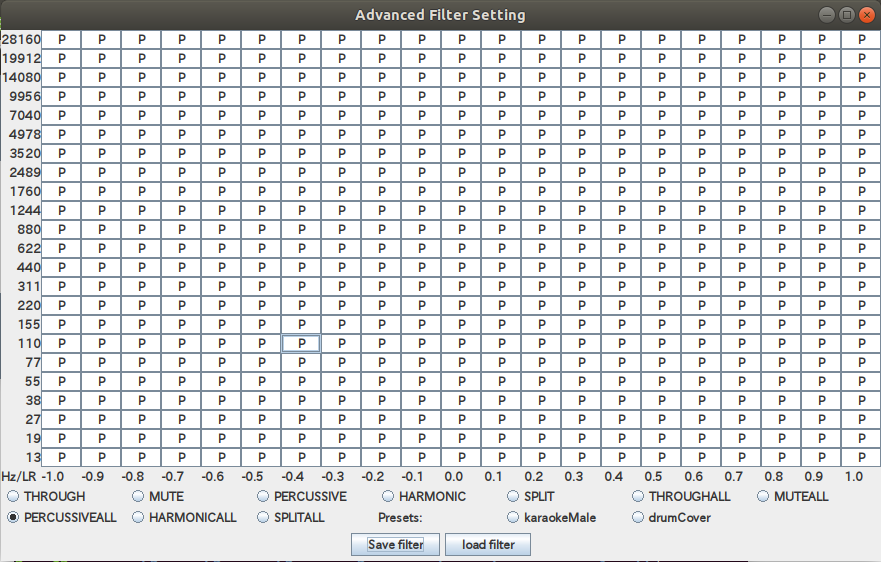 Advanced Filter Setting
28160 P P P P P P P P P P P P P P P P P P P P P
19912 P P P P P P P P P P P P P P P P P P P P P
14080 P P P P P P P P P P P P P P P P P P P P P
9956 P P P P P P P P P P P P P P P P P P P P P
7040 P P P P P P P P P P P P P P P P P P P P P
4978 P P P P P P P P P P P P P P P P P P P P P
3520 P P P P P P P P P P P P P P P P P P P P P
2489 P P P P P P P P P P P P P P P P P P P P P
1760 P P P P P P P P P P P P P P P P P P P P P
1244 P P P P P P P P P P P P P P P P P P P P P
880 P P P P P P P P P P P P P P P P P P P P P
622 P P P P P P P P P P P P P P P P P P P P P
440 P P P P P P P P P P P P P P P P P P P P P
311 P P P P P P P P P P P P P P P P P P P P P
220 P P P P P P P P P P P P P P P P P P P P P
155 P P P P P P P P P P P P P P P P P P P P P
110 P P P P P P P P P P P P P P P P P P P P P
77 P P P P P P P P P P P P P P P P P P P P P
55 P P P P P P P P P P P P P P P P P P P P P
38 P P P P P P P P P P P P P P P P P P P P P
27 P P P P P P P P P P P P P P P P P P P P P
19 P P P P P P P P P P P P P P P P P P P P P
13 P P P P P P P P P P P P P P P P P P P P P
Hz/LR -1.0 -0.9 -0.8 -0.7 -0.6 -0.5 -0.4 -0.3 -0.2 -0.1 0.0 0.1 0.2 0.3 0.4 0.5 0.6 0.7 0.8 0.9 1.0
THROUGH MUTE PERCUSSIVE HARMONIC SPLIT THROUGHALL MUTEALL
PERCUSSIVEALL HARMONICALL SPLITALL Presets: karaokeMale drumCover
Save filter load filter